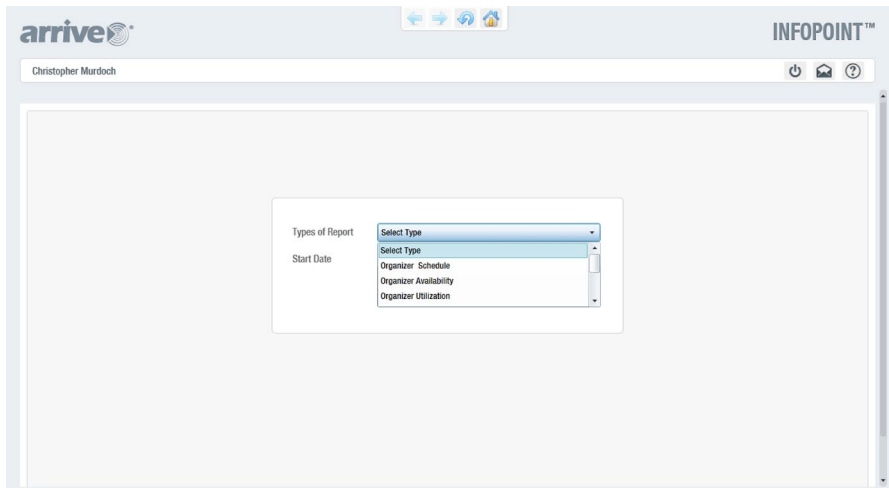 arrive
INFOPOINT™
Christopher Murdoch
Types of Report
Select Type
Select Type
Start Date
Organizer Schedule
Organizer Availability
Organizer Utilization